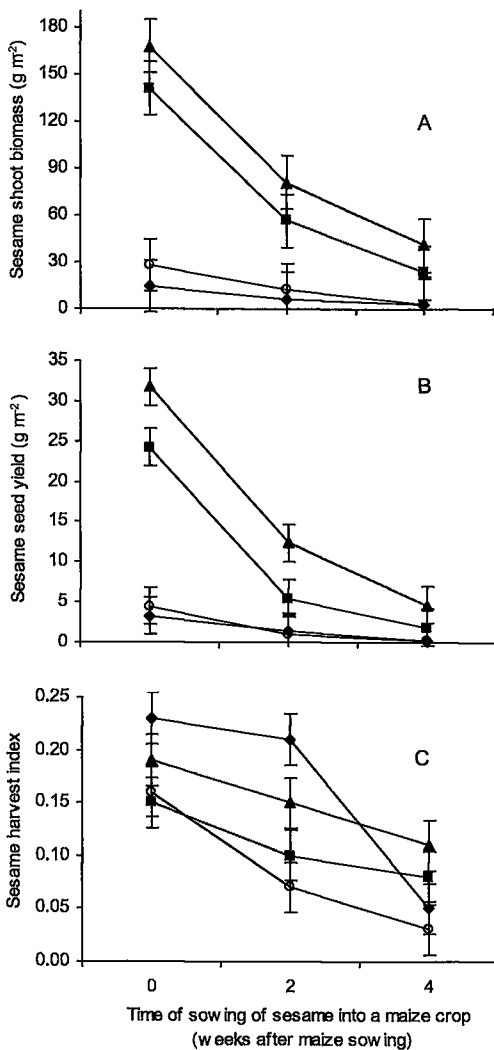 Sesame shoot biomass (g m⁻²)
180
150
120
90
60
30
0
A
Sesame seed yield (g m⁻²)
35
30
25
20
15
10
5
0
B
Sesame harvest index
0.25
0.20
0.15
0.10
0.05
0.00
C
0 2 4
Time of sowing of sesame into a maize crop
(weeks after maize sowing)